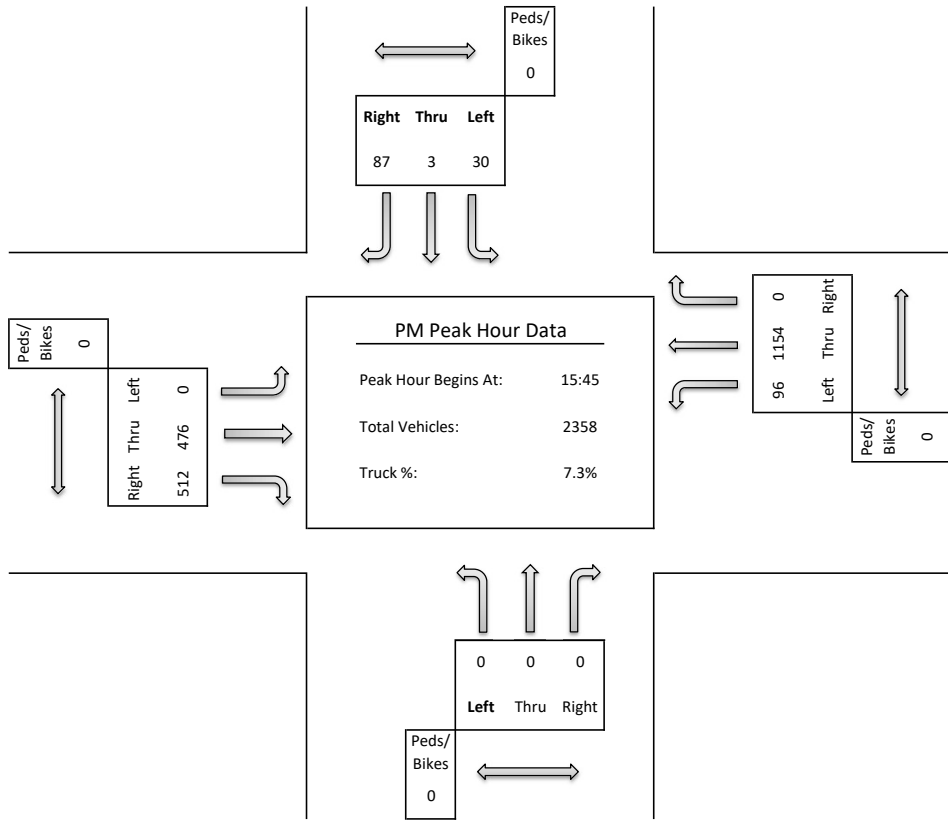 Peds/
Bikes
0
Right Thru Left
87 3 30
Peds/
Bikes
0
Left 0
Thru 476
Right 512
PM Peak Hour Data
Peak Hour Begins At: 15:45
Total Vehicles: 2358
Truck %: 7.3%
0 Right
1154 Thru
96 Left
Peds/
Bikes
0
0 0 0
Left Thru Right
Peds/
Bikes
0